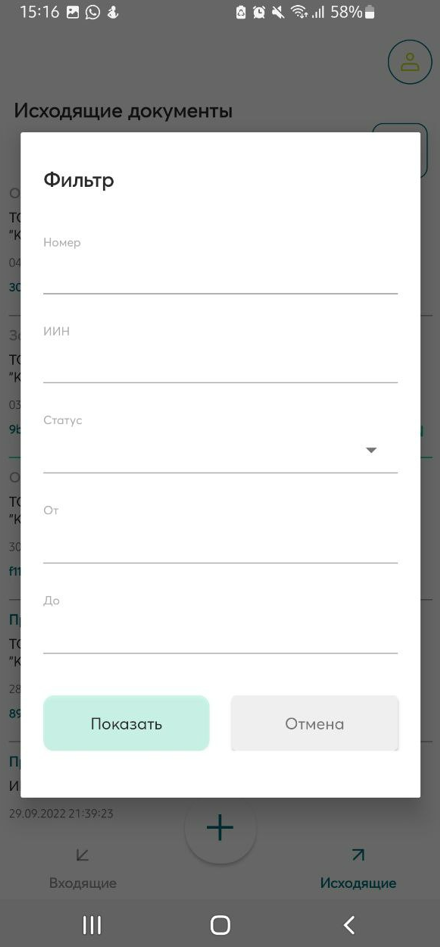 15:16 58%
Исходящие документы
Фильтр
Номер
ИИН
Статус
От
До
Показать
Отмена
29.09.2022 21:39:23
Входящие
Исходящие